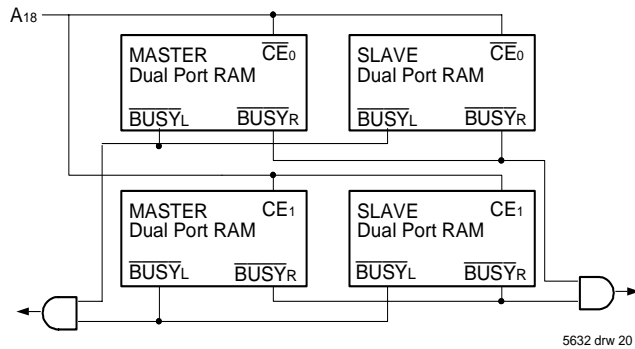 A18
MASTER CE0 SLAVE CE0
Dual Port RAM Dual Port RAM
BUSYL BUSYR BUSYL BUSYR
MASTER CE1 SLAVE CE1
Dual Port RAM Dual Port RAM
BUSYL BUSYR BUSYL BUSYR
5632 drw 20